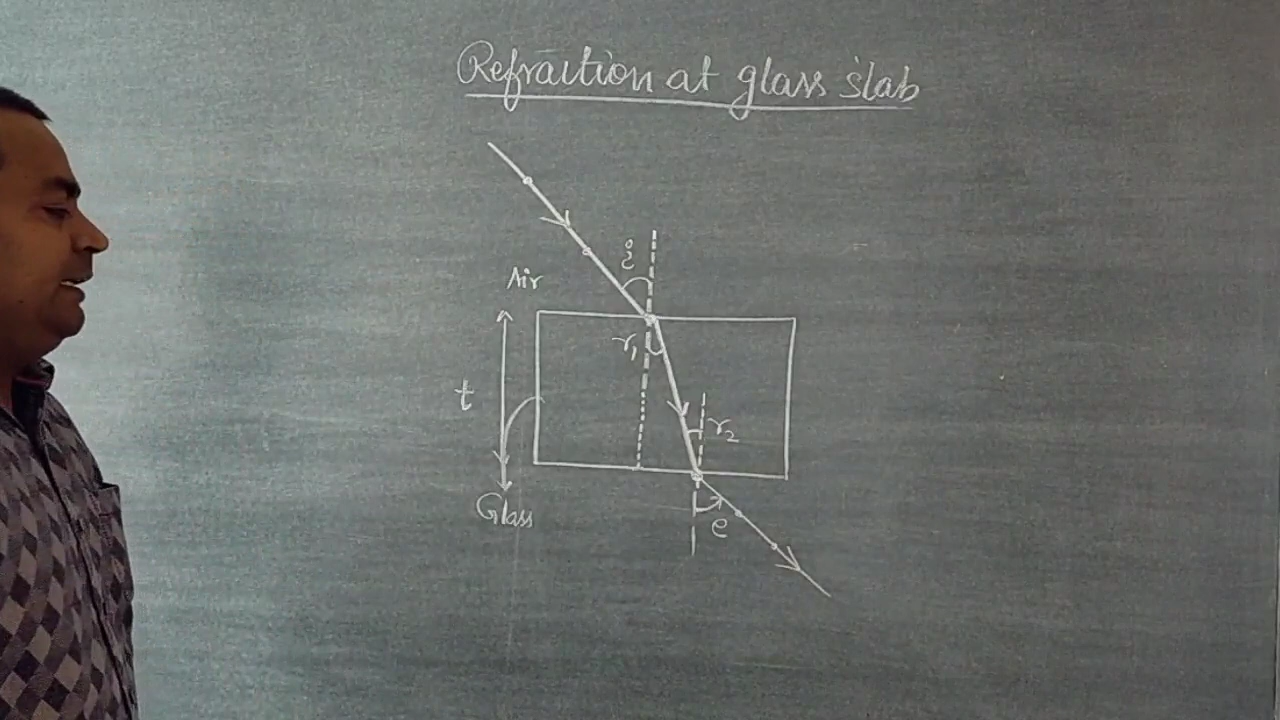 Refraction at glass slab
i
Air
r₁
t
r₂
Glass
e